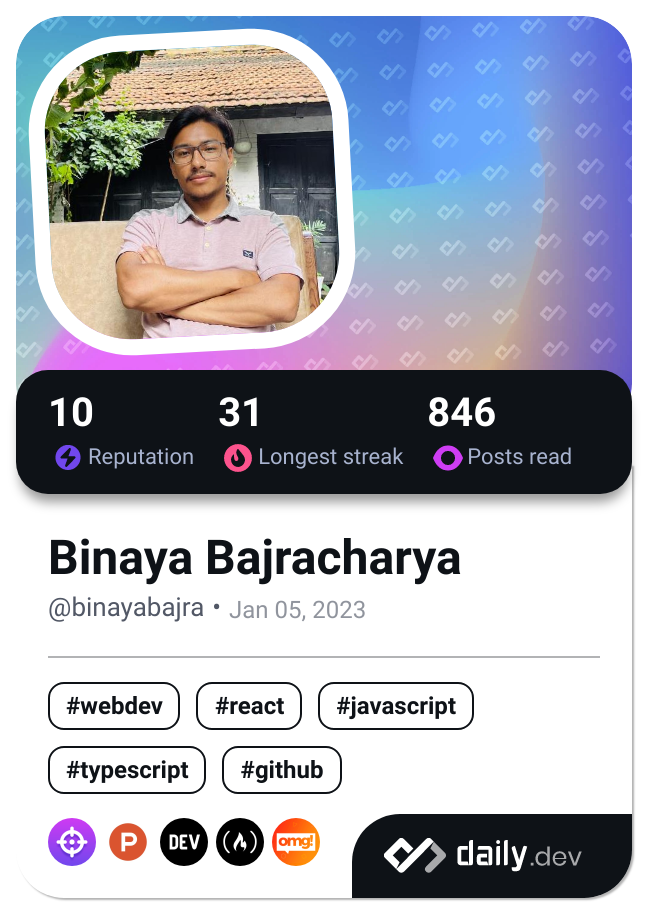 10 31 846
Reputation Longest streak Posts read
Binaya Bajracharya
@binayabajra • Jan 05, 2023
#webdev #react #javascript
#typescript #github
P DEV omg! daily.dev